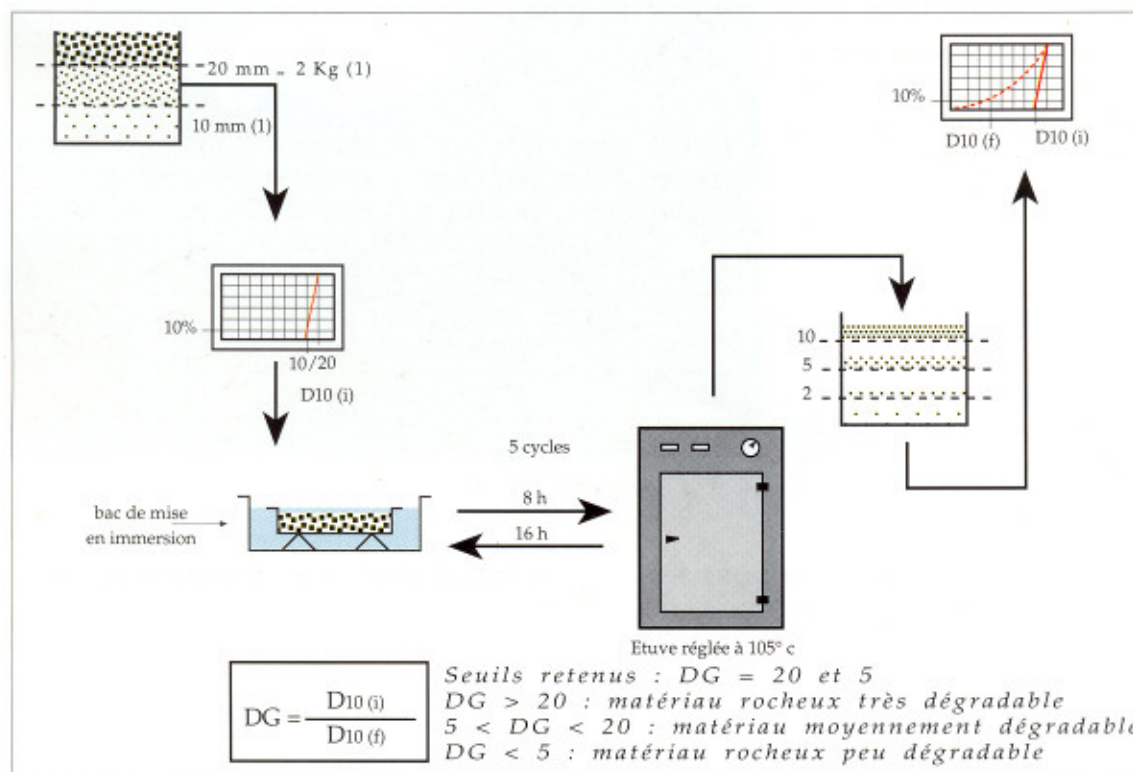 20 mm – 2 Kg (1)
10 mm (1)
10%
10/20
D10 (i)
bac de mise
en immersion
5 cycles
8 h
16 h
Etuve réglée à 105° c
10
5
2
10%
D10 (f)
D10 (i)
DG = D10 (i)
D10 (f)
Seuils retenus : DG = 20 et 5
DG > 20 : matériau rocheux très dégradable
5 < DG < 20 : matériau moyennement dégradable
DG < 5 : matériau rocheux peu dégradable